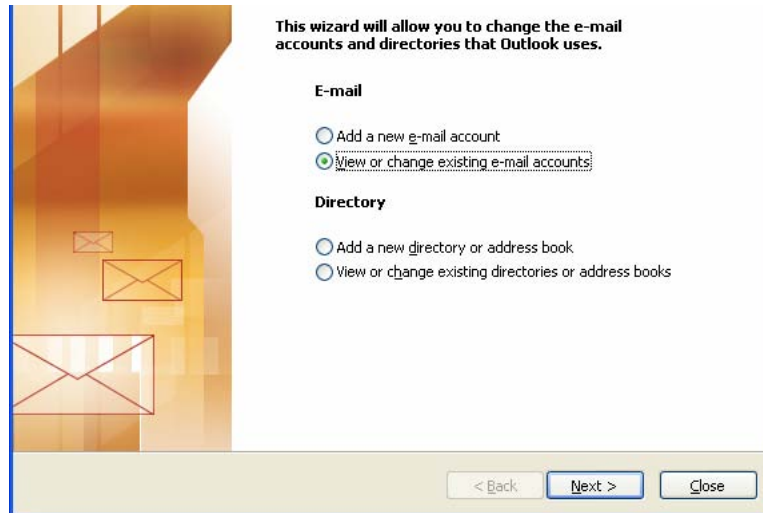 This wizard will allow you to change the e-mail
accounts and directories that Outlook uses.
E-mail
Add a new e-mail account
View or change existing e-mail accounts
Directory
Add a new directory or address book
View or change existing directories or address books
< Back
Next >
Close